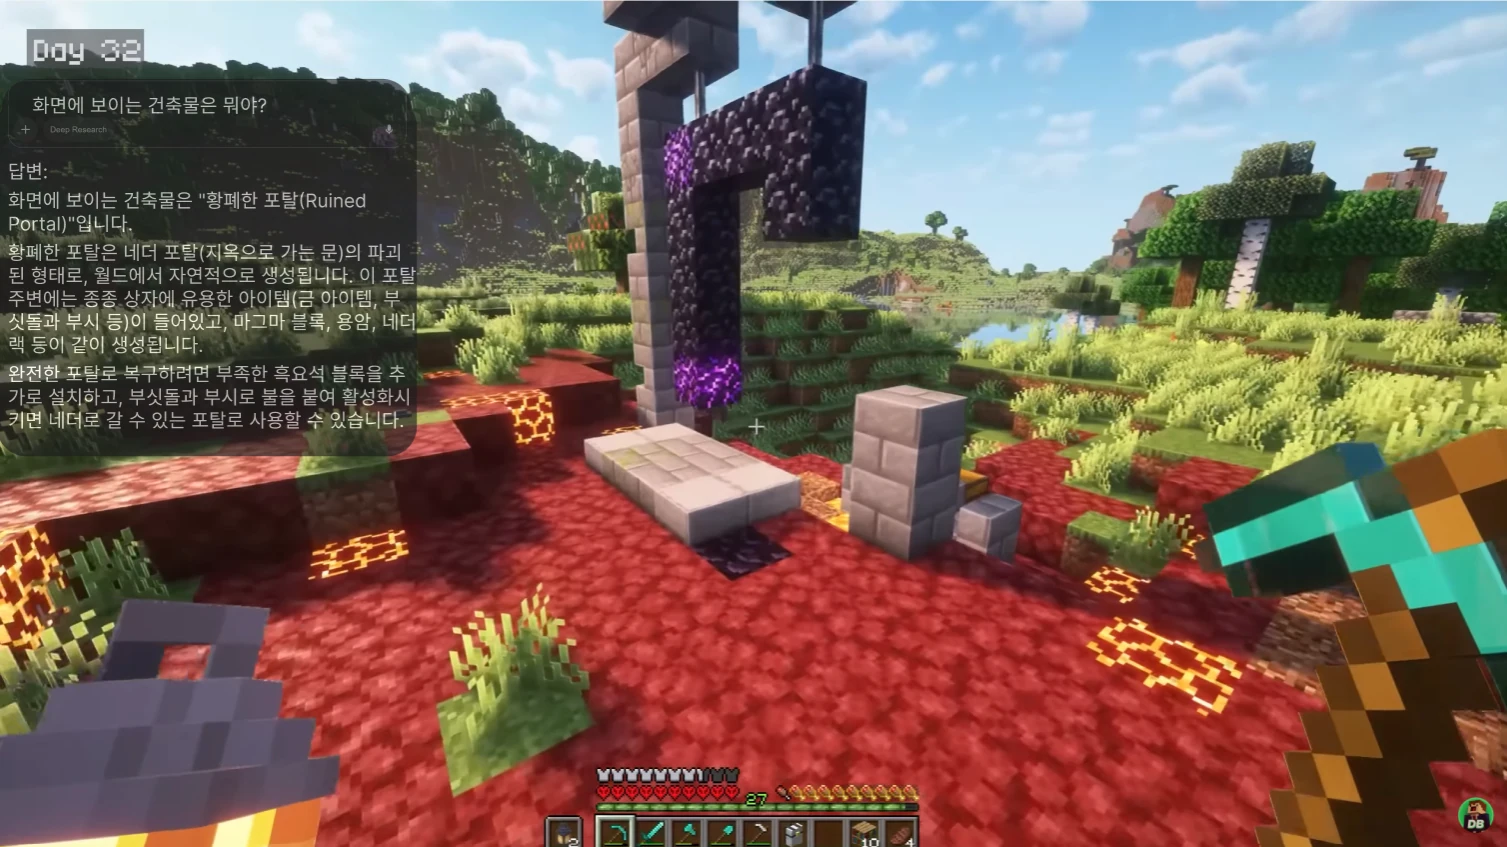 Day 32
화면에 보이는 건축물은 뭐야?
+ Deep Research
답변:
화면에 보이는 건축물은 "황폐한 포탈(Ruined
Portal)"입니다.
황폐한 포탈은 네더 포탈(지옥으로 가는 문)의 파괴
된 형태로, 월드에서 자연적으로 생성됩니다. 이 포탈
주변에는 종종 상자에 유용한 아이템(금 아이템, 부
싯돌과 부시 등)이 들어있고, 마그마 블록, 용암, 네더
랙 등이 같이 생성됩니다.
완전한 포탈로 복구하려면 부족한 흑요석 블록을 추
가로 설치하고, 부싯돌과 부시로 불을 붙여 활성화시
키면 네더로 갈 수 있는 포탈로 사용할 수 있습니다.
27
2 10 4
DB